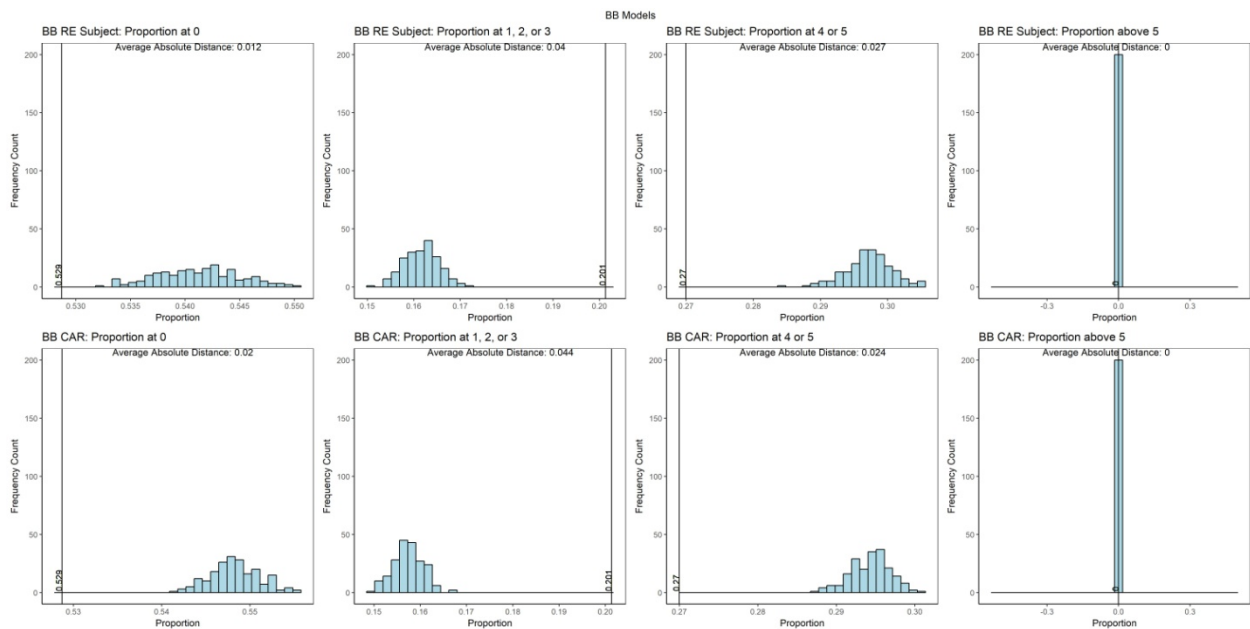 BB Models
BB RE Subject: Proportion at 0
Average Absolute Distance: 0.012
200
150
100
50
0
Frequency Count
0.529
0.530
0.535
0.540
0.545
0.550
Proportion
BB RE Subject: Proportion at 1, 2, or 3
Average Absolute Distance: 0.04
200
150
100
50
0
Frequency Count
0.201
0.15
0.16
0.17
0.18
0.19
0.20
Proportion
BB RE Subject: Proportion at 4 or 5
Average Absolute Distance: 0.027
200
150
100
50
0
Frequency Count
0.27
0.27
0.28
0.29
0.30
Proportion
BB RE Subject: Proportion above 5
Average Absolute Distance: 0
200
150
100
50
0
Frequency Count
0
-0.3
0.0
0.3
Proportion
BB CAR: Proportion at 0
Average Absolute Distance: 0.02
200
150
100
50
0
Frequency Count
0.529
0.53
0.54
0.55
Proportion
BB CAR: Proportion at 1, 2, or 3
Average Absolute Distance: 0.044
200
150
100
50
0
Frequency Count
0.201
0.15
0.16
0.17
0.18
0.19
0.20
Proportion
BB CAR: Proportion at 4 or 5
Average Absolute Distance: 0.024
200
150
100
50
0
Frequency Count
0.27
0.27
0.28
0.29
0.30
Proportion
BB CAR: Proportion above 5
Average Absolute Distance: 0
200
150
100
50
0
Frequency Count
0
-0.3
0.0
0.3
Proportion